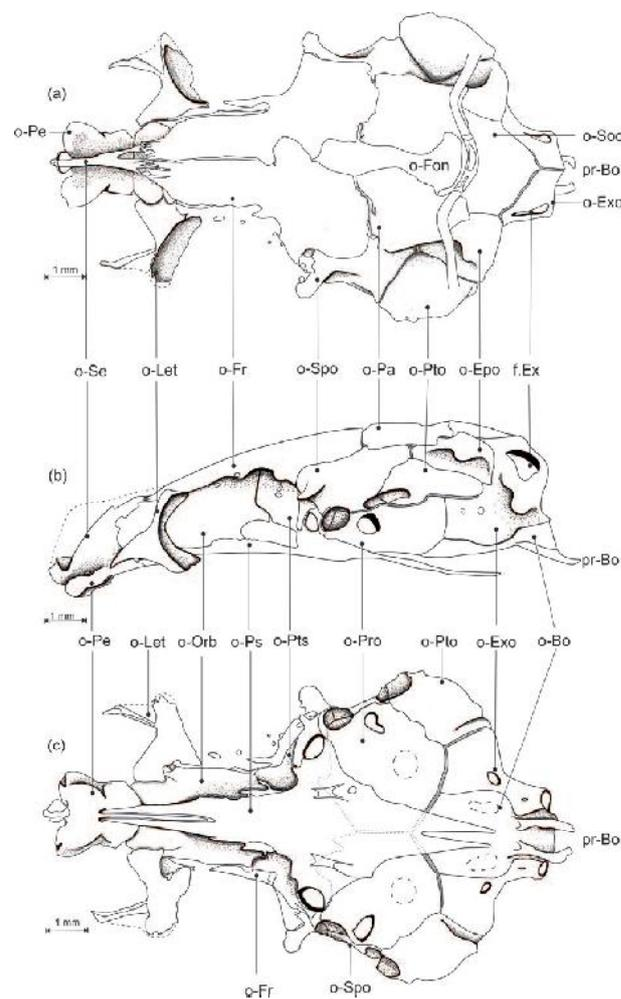 (a)
o-Pe
o-Fon
o-Soc
pr-Bo
o-Exo
1 mm
o-Se o-Let o-Fr o-Spo o-Pa o-Pto o-Epo f.Ex
(b)
pr-Bo
1 mm
o-Pe o-Let o-Orb o-Ps o-Pts o-Pro o-Pto o-Exo o-Bo
(c)
pr-Bo
1 mm
o-Fr
o-Spo